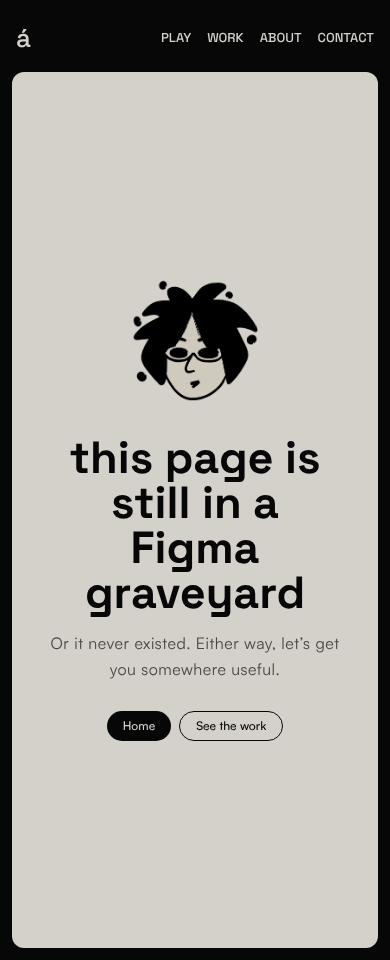 á
PLAY WORK ABOUT CONTACT
this page is
still in a
Figma
graveyard
Or it never existed. Either way, let’s get
you somewhere useful.
Home See the work